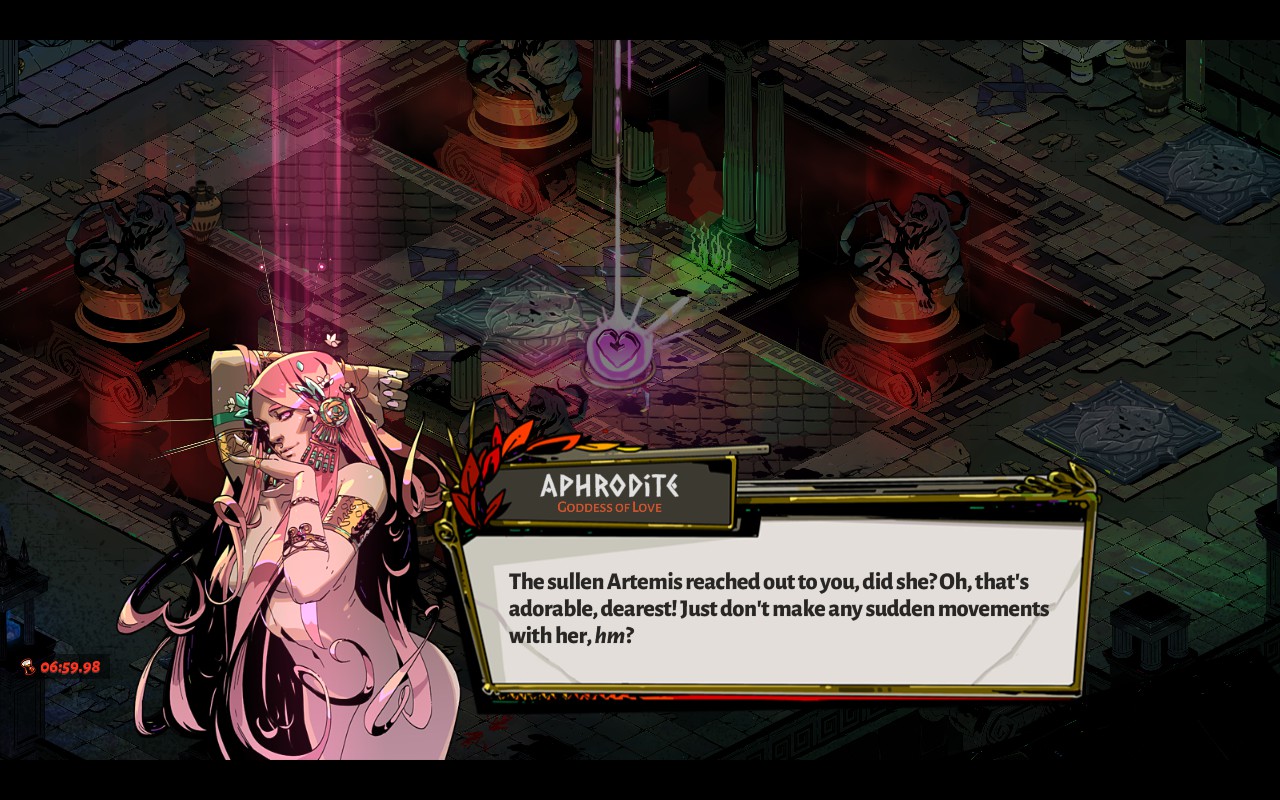 APHRODiTE
GODDESS OF LOVE
The sullen Artemis reached out to you, did she? Oh, that's
adorable, dearest! Just don't make any sudden movements
with her, hm?
06:59.98